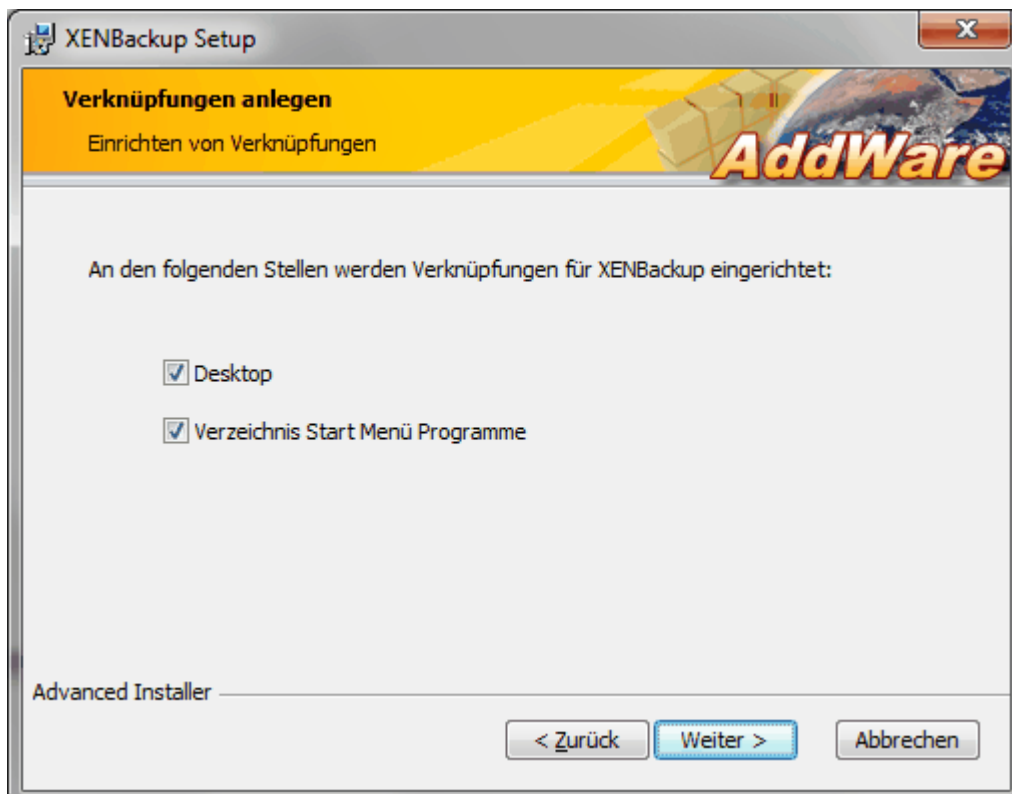 XENBackup Setup
Verknüpfungen anlegen
Einrichten von Verknüpfungen
AddWare
An den folgenden Stellen werden Verknüpfungen für XENBackup eingerichtet:
Desktop
Verzeichnis Start Menü Programme
Advanced Installer
< Zurück
Weiter >
Abbrechen